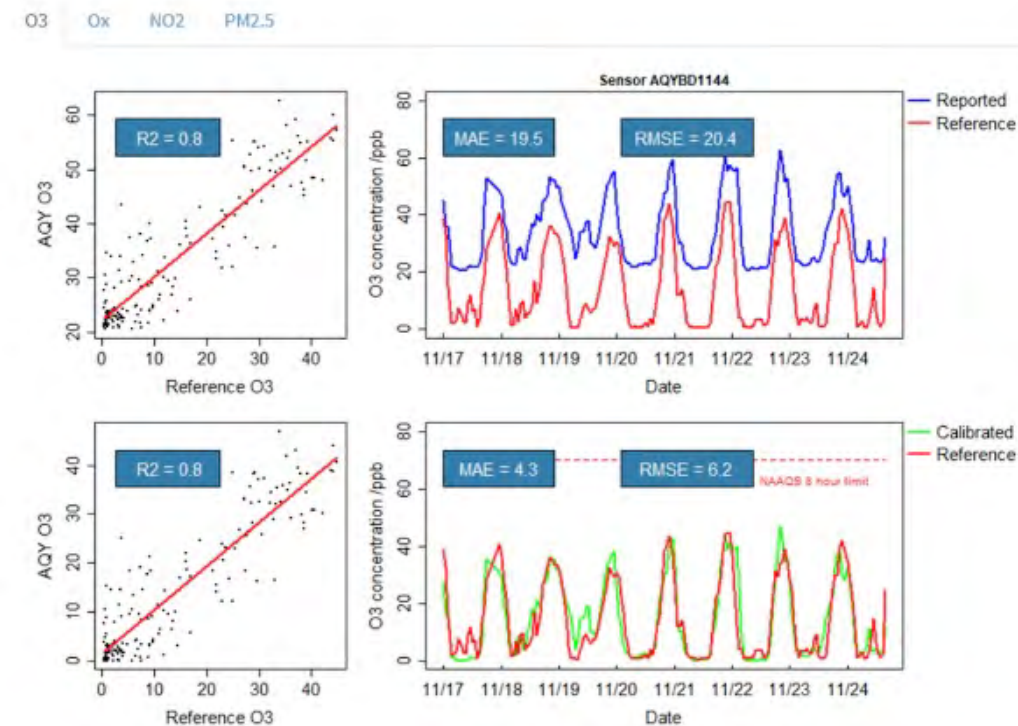 O3 Ox NO2 PM2.5
Sensor AQYBD1144
R2 = 0.8
AQY O3
20 30 40 50 60
0 10 20 30 40
Reference O3
MAE = 19.5 RMSE = 20.4
Reported
Reference
O3 concentration /ppb
0 20 40 60 80
11/17 11/18 11/19 11/20 11/21 11/22 11/23 11/24
Date
R2 = 0.8
AQY O3
0 10 20 30 40
0 10 20 30 40
Reference O3
MAE = 4.3 RMSE = 6.2
NAAQS 8 hour limit
Calibrated
Reference
O3 concentration /ppb
0 20 40 60 80
11/17 11/18 11/19 11/20 11/21 11/22 11/23 11/24
Date